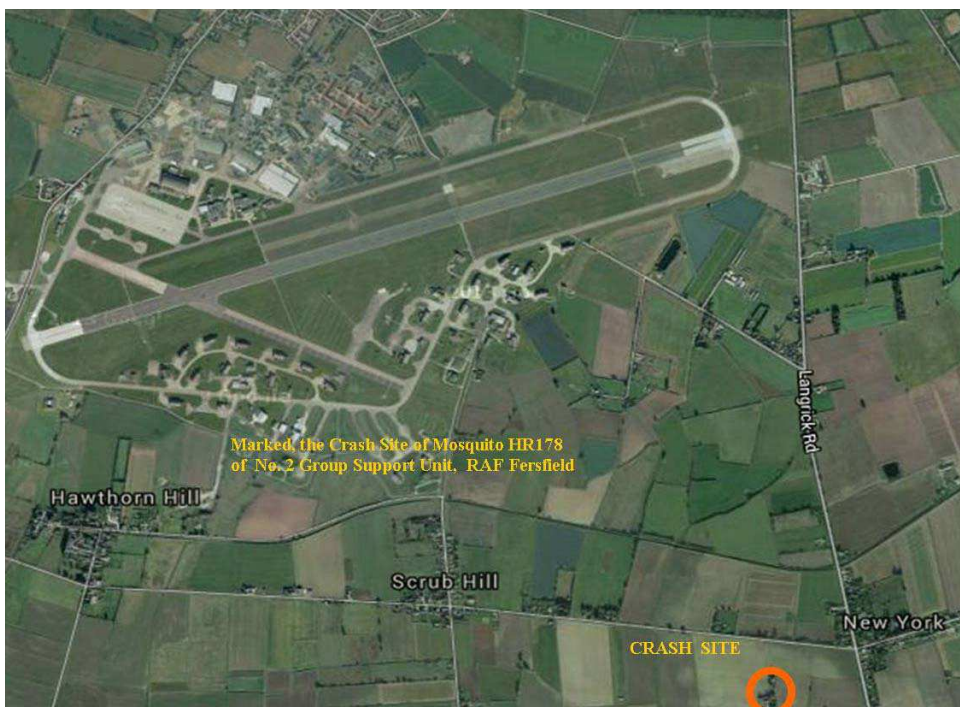 Langrick Rd
Marked, the Crash Site of Mosquito HR178
of No. 2 Group Support Unit, RAF Fersfield
Hawthorn Hill
Scrub Hill
New York
CRASH SITE